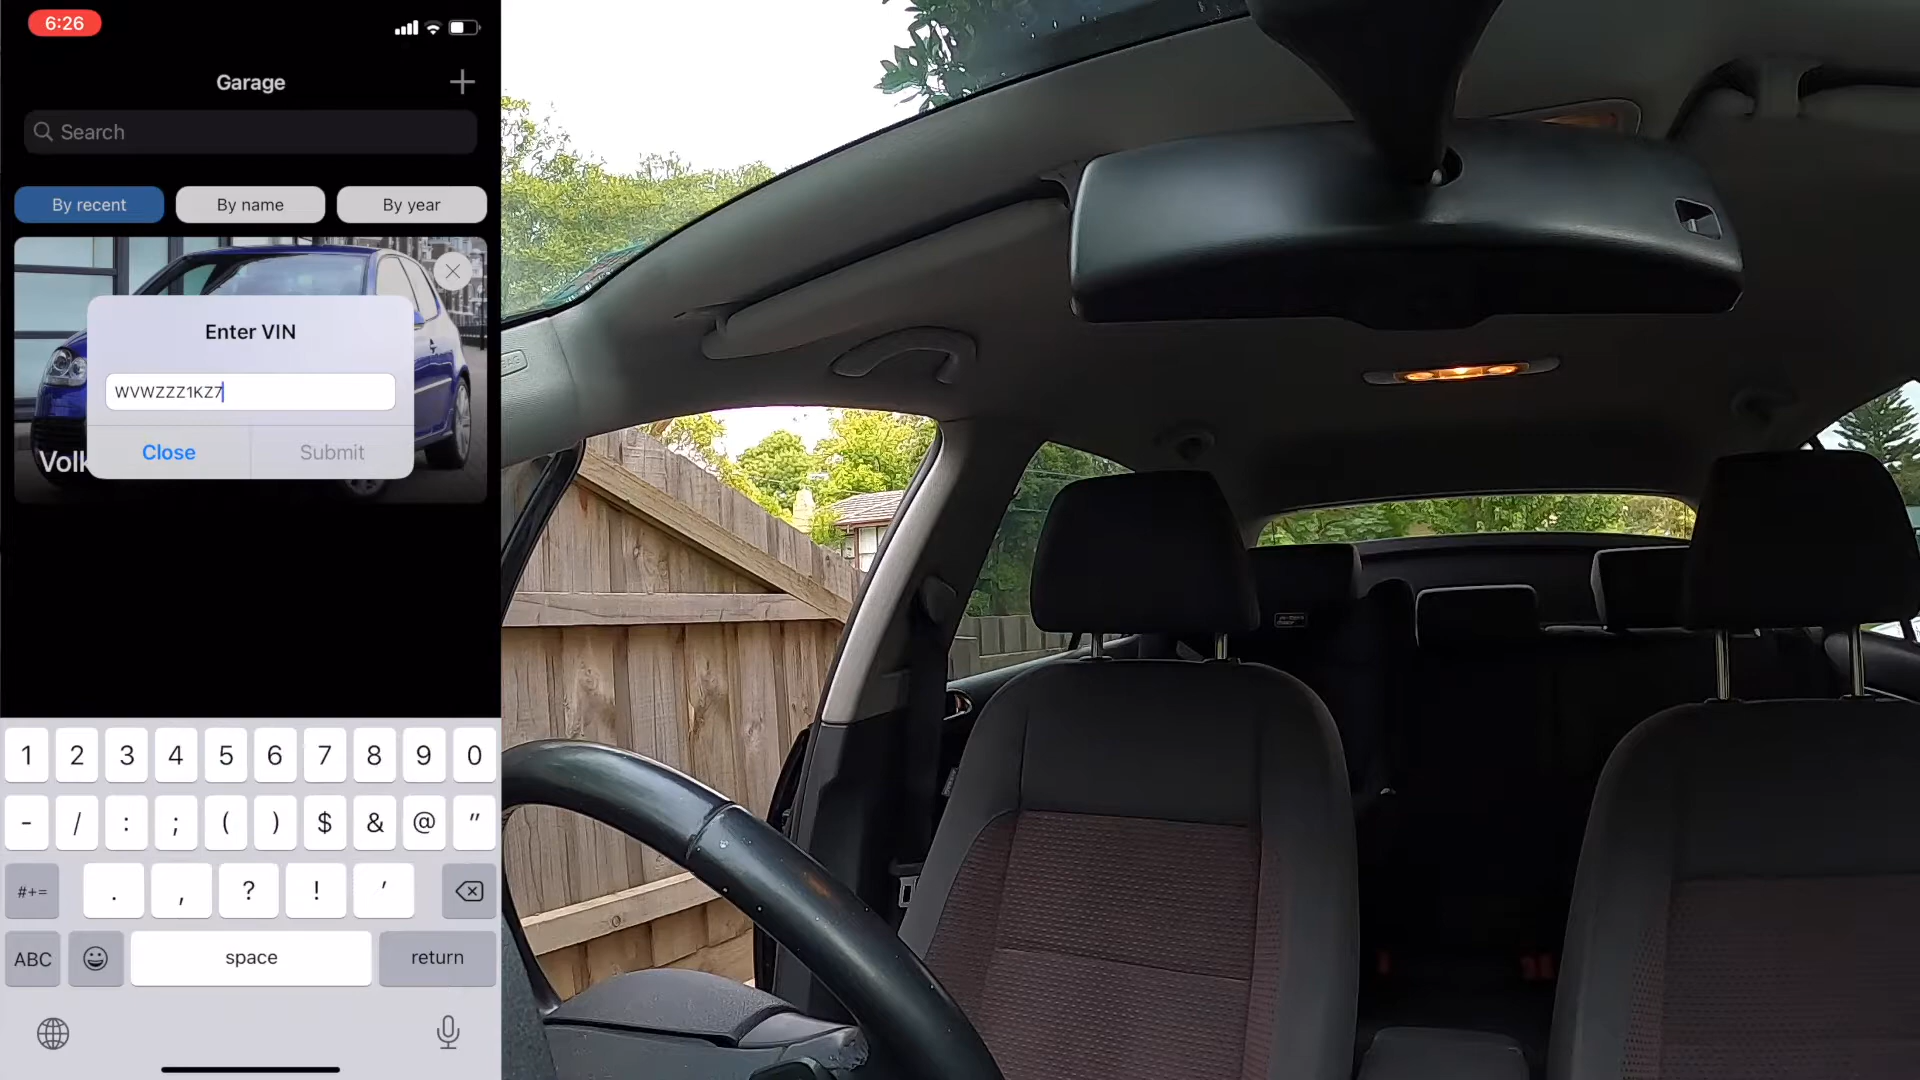 6:26
Garage
Search
By recent
By name
By year
Enter VIN
WVWZZZ1KZ7
Close
Submit
Volk
1 2 3 4 5 6 7 8 9 0
- / : ; ( ) $ & @ "
#+= . , ? ! '
ABC space return